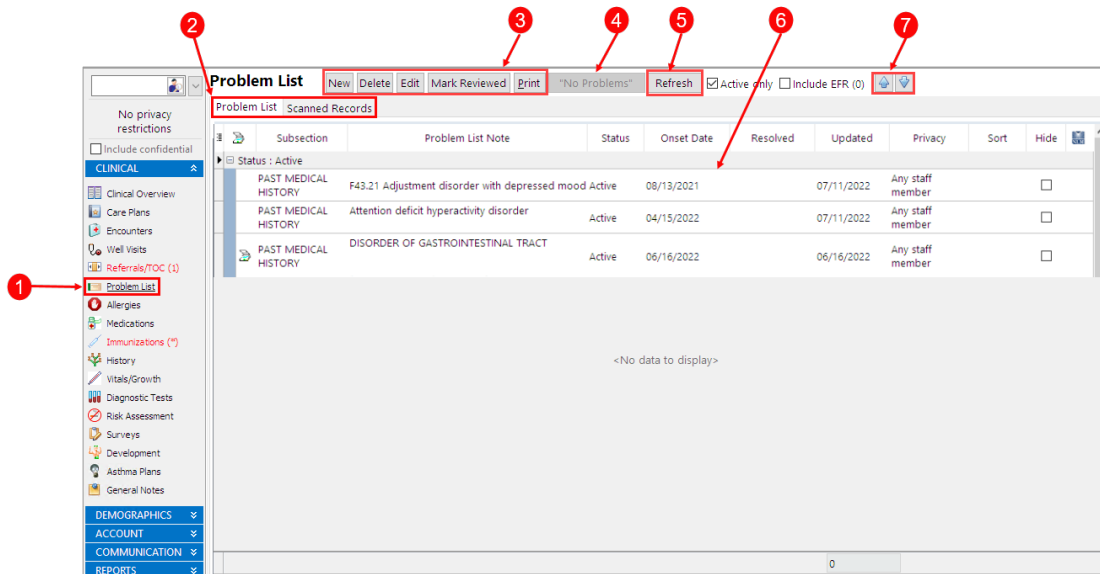 2
3
4
5
6
7
Problem List New Delete Edit Mark Reviewed Print "No Problems" Refresh Active only Include EFR (0)
Problem List Scanned Records
No privacy
restrictions
Include confidential
Subsection Problem List Note Status Onset Date Resolved Updated Privacy Sort Hide
Status : Active
PAST MEDICAL
HISTORY
F43.21 Adjustment disorder with depressed mood Active 08/13/2021 07/11/2022
Any staff
member
PAST MEDICAL
HISTORY
Attention deficit hyperactivity disorder
Active 04/15/2022 07/11/2022
Any staff
member
PAST MEDICAL
HISTORY
DISORDER OF GASTROINTESTINAL TRACT
Active 06/16/2022 06/16/2022
Any staff
member
<No data to display>
0
CLINICAL
Clinical Overview
Care Plans
Encounters
Well Visits
Referrals/TOC (1)
1
Problem List
Allergies
Medications
Immunizations (*)
History
Vitals/Growth
Diagnostic Tests
Risk Assessment
Surveys
Development
Asthma Plans
General Notes
DEMOGRAPHICS
ACCOUNT
COMMUNICATION
REPORTS